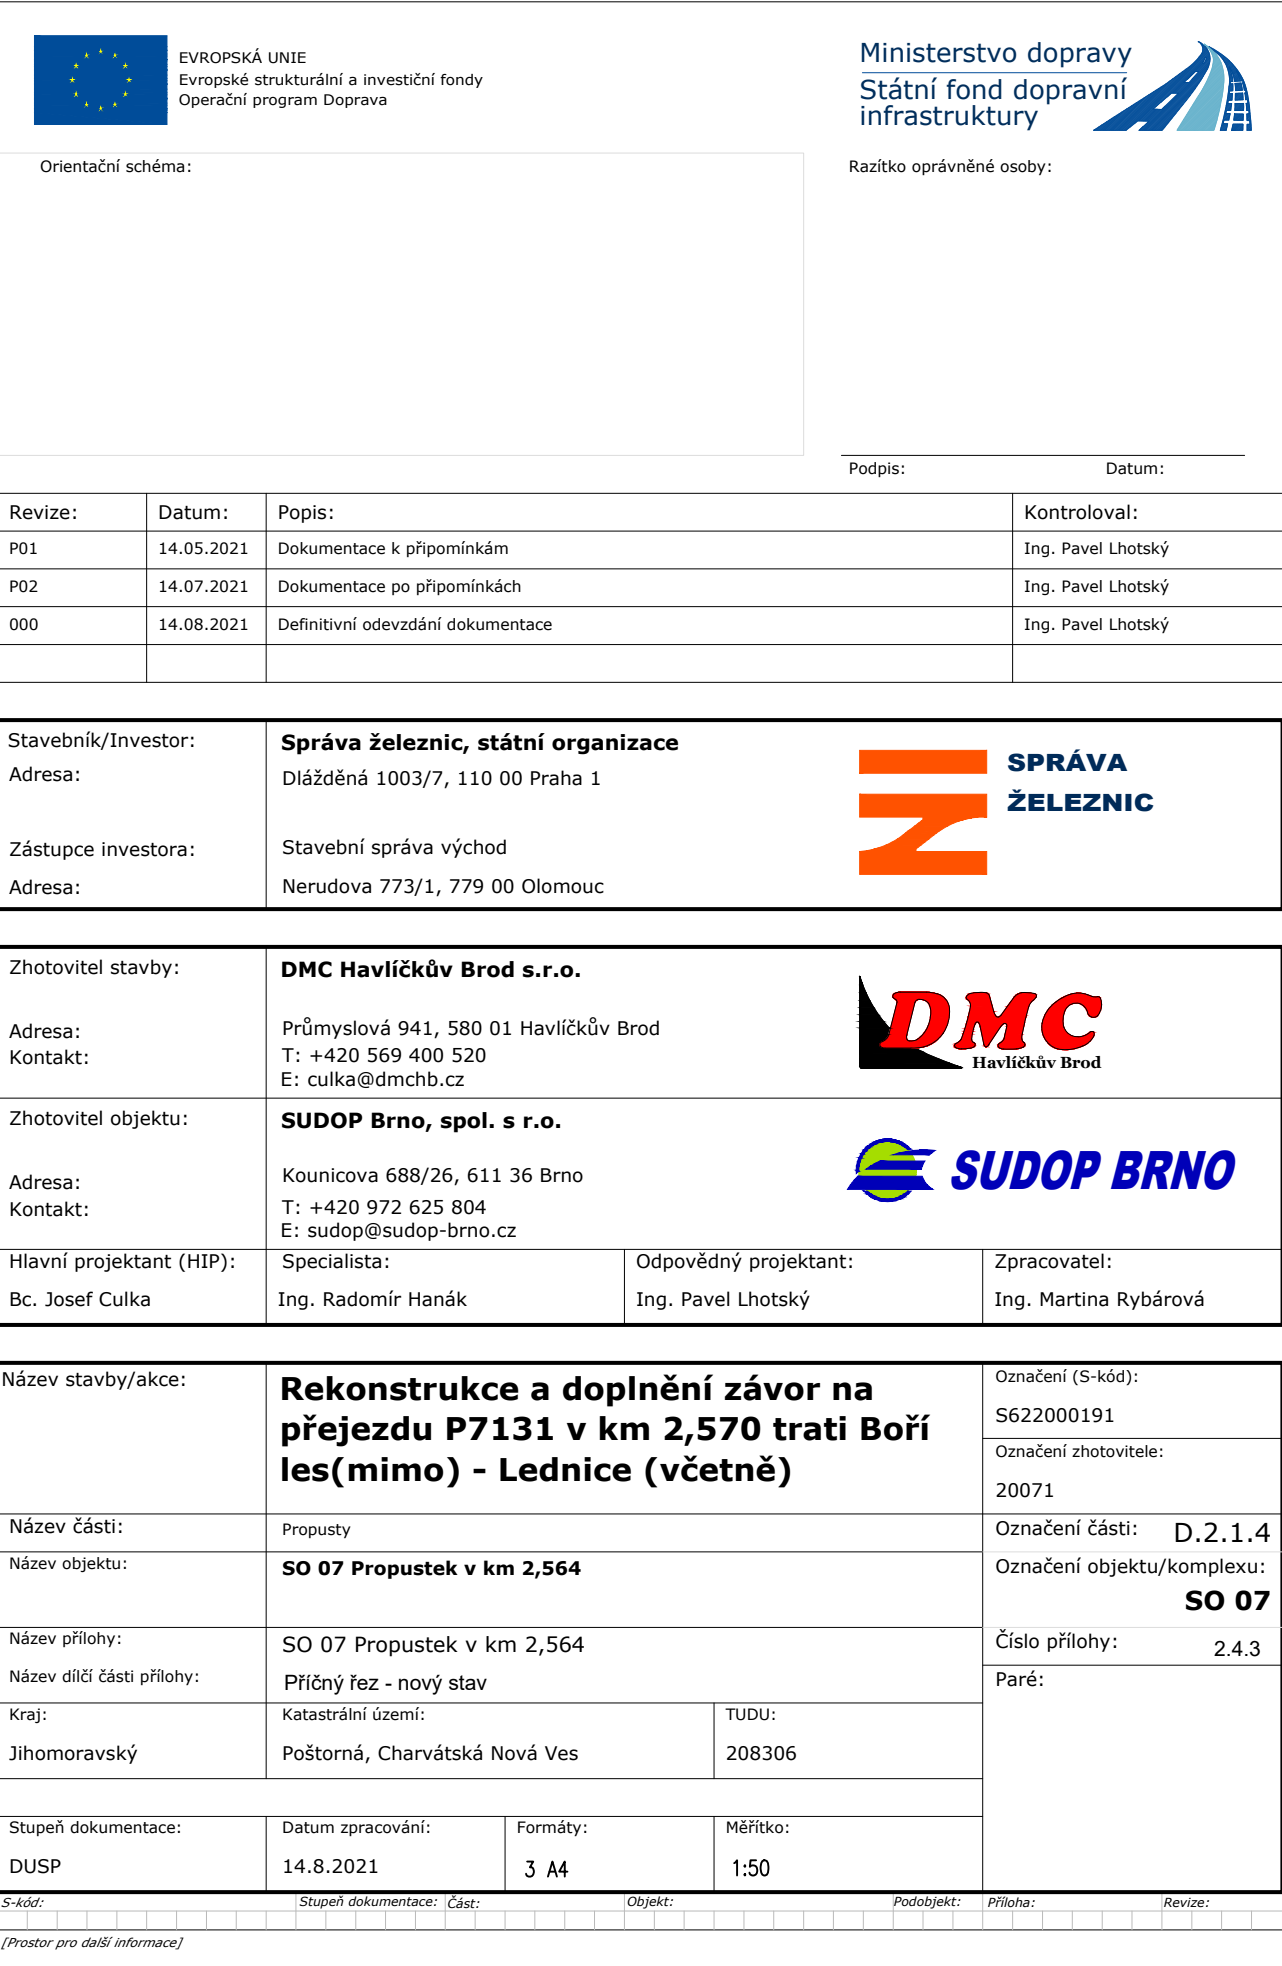 EVROPSKÁ UNIE
Evropské strukturální a investiční fondy
Operační program Doprava
Ministerstvo dopravy
Státní fond dopravní
infrastruktury
Orientační schéma:
Razítko oprávněné osoby:
Podpis: Datum:
Revize: Datum: Popis: Kontroloval:
P01 14.05.2021 Dokumentace k připomínkám Ing. Pavel Lhotský
P02 14.07.2021 Dokumentace po připomínkách Ing. Pavel Lhotský
000 14.08.2021 Definitivní odevzdání dokumentace Ing. Pavel Lhotský
Stavebník/Investor: Správa železnic, státní organizace
Adresa: Dlážděná 1003/7, 110 00 Praha 1
SPRÁVA
ŽELEZNIC
Zástupce investora: Stavební správa východ
Adresa: Nerudova 773/1, 779 00 Olomouc
Zhotovitel stavby: DMC Havlíčkův Brod s.r.o.
DMC
Havlíčkův Brod
Adresa: Průmyslová 941, 580 01 Havlíčkův Brod
Kontakt: T: +420 569 400 520
E: culka@dmchb.cz
Zhotovitel objektu: SUDOP Brno, spol. s r.o.
SUDOP BRNO
Adresa: Kounicova 688/26, 611 36 Brno
Kontakt: T: +420 972 625 804
E: sudop@sudop-brno.cz
Hlavní projektant (HIP): Specialista: Odpovědný projektant: Zpracovatel:
Bc. Josef Culka Ing. Radomír Hanák Ing. Pavel Lhotský Ing. Martina Rybárová
Název stavby/akce: Rekonstrukce a doplnění závor na
přejezdu P7131 v km 2,570 trati Boří
les(mimo) - Lednice (včetně)
Označení (S-kód):
S622000191
Označení zhotovitele:
20071
Název části: Propusty Označení části: D.2.1.4
Název objektu: SO 07 Propustek v km 2,564 Označení objektu/komplexu:
SO 07
Název přílohy: SO 07 Propustek v km 2,564 Číslo přílohy: 2.4.3
Název dílčí části přílohy: Příčný řez - nový stav Paré:
Kraj: Katastrální území: TUDU:
Jihomoravský Poštorná, Charvátská Nová Ves 208306
Stupeň dokumentace: Datum zpracování: Formáty: Měřítko:
DUSP 14.8.2021 3 A4 1:50
S-kód: Stupeň dokumentace: Část: Objekt: Podobjekt: Příloha: Revize:
[Prostor pro další informace]